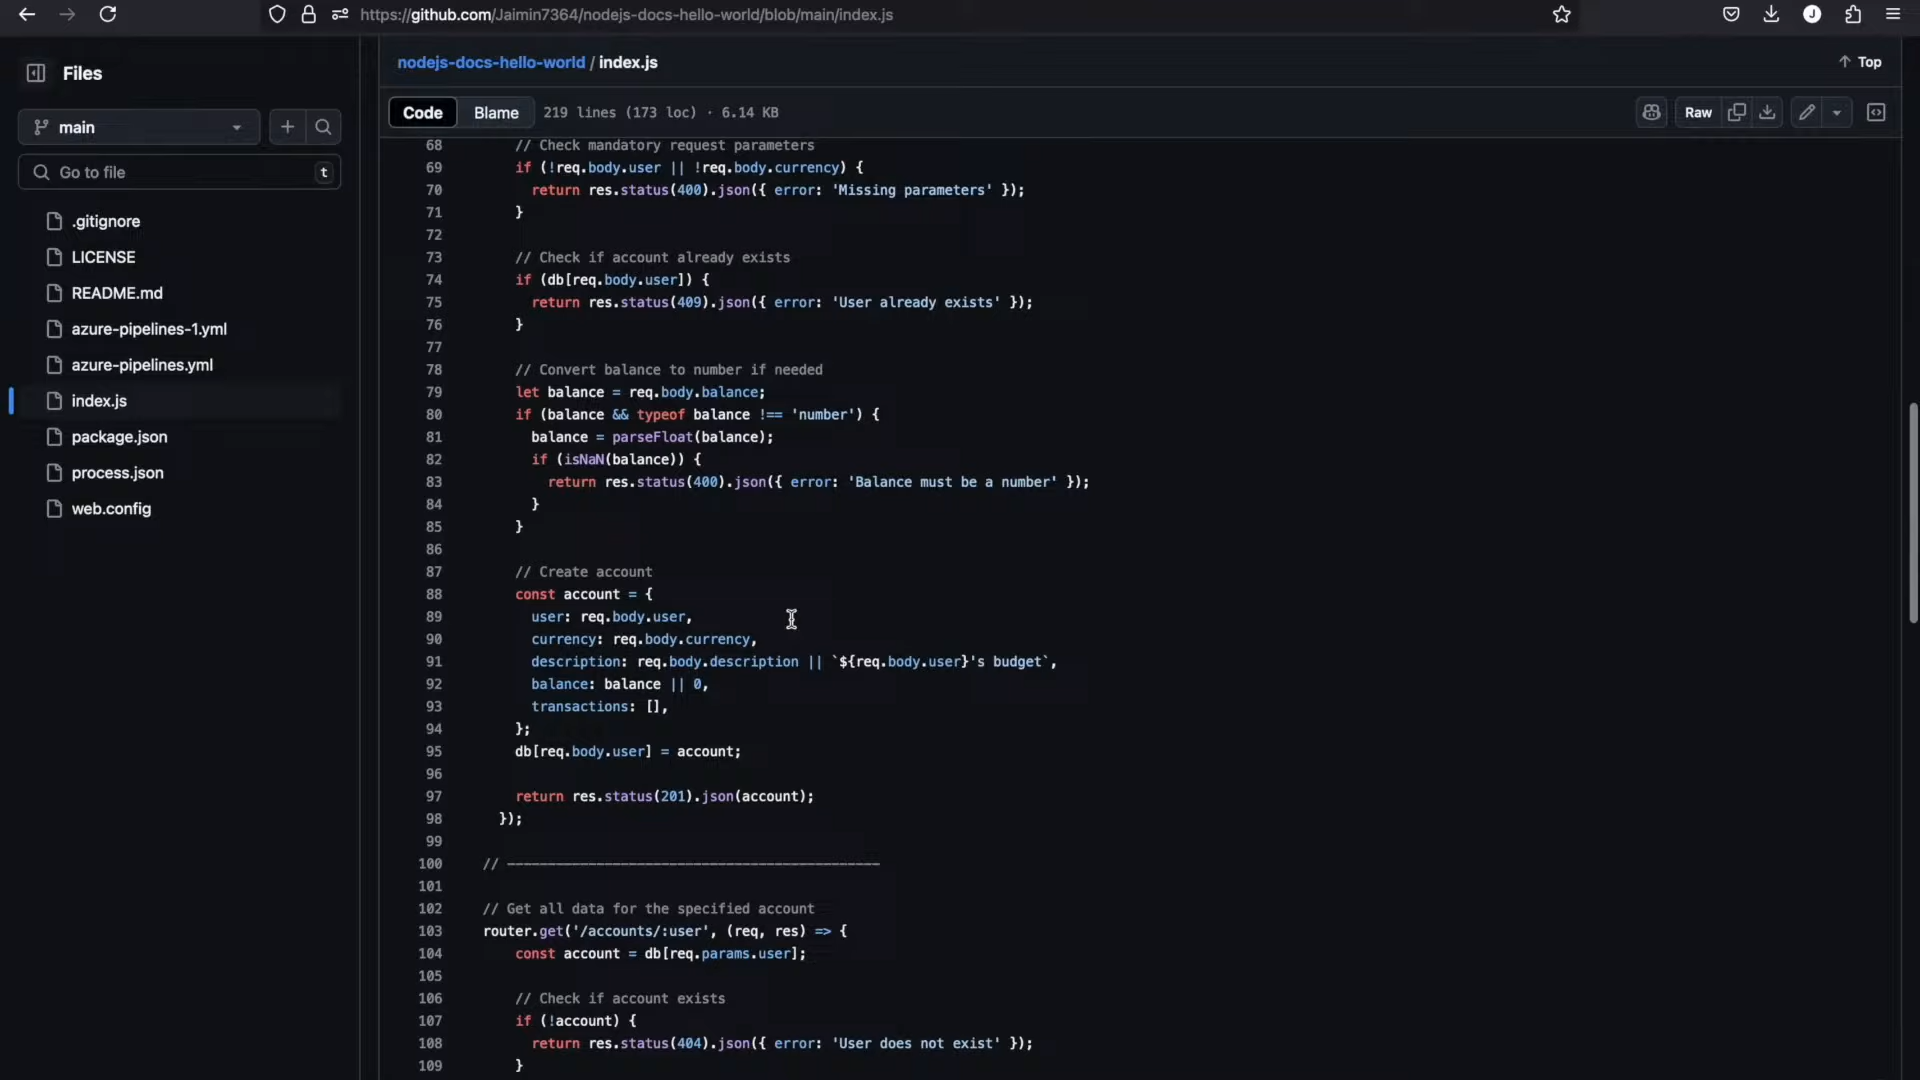 https://github.com/Jaimin7364/nodejs-docs-hello-world/blob/main/index.js
J
Files
main
Go to file
t
.gitignore
LICENSE
README.md
azure-pipelines-1.yml
azure-pipelines.yml
index.js
package.json
process.json
web.config
nodejs-docs-hello-world / index.js
Top
Code Blame 219 lines (173 loc) · 6.14 KB
Raw
68 // Check mandatory request parameters
69 if (!req.body.user || !req.body.currency) {
70 return res.status(400).json({ error: 'Missing parameters' });
71 }
72
73 // Check if account already exists
74 if (db[req.body.user]) {
75 return res.status(409).json({ error: 'User already exists' });
76 }
77
78 // Convert balance to number if needed
79 let balance = req.body.balance;
80 if (balance && typeof balance !== 'number') {
81 balance = parseFloat(balance);
82 if (isNaN(balance)) {
83 return res.status(400).json({ error: 'Balance must be a number' });
84 }
85 }
86
87 // Create account
88 const account = {
89 user: req.body.user,
90 currency: req.body.currency,
91 description: req.body.description || `${req.body.user}'s budget`,
92 balance: balance || 0,
93 transactions: [],
94 };
95 db[req.body.user] = account;
96
97 return res.status(201).json(account);
98 });
99
100 // ----------------------------------------------
101
102 // Get all data for the specified account
103 router.get('/accounts/:user', (req, res) => {
104 const account = db[req.params.user];
105
106 // Check if account exists
107 if (!account) {
108 return res.status(404).json({ error: 'User does not exist' });
109 }